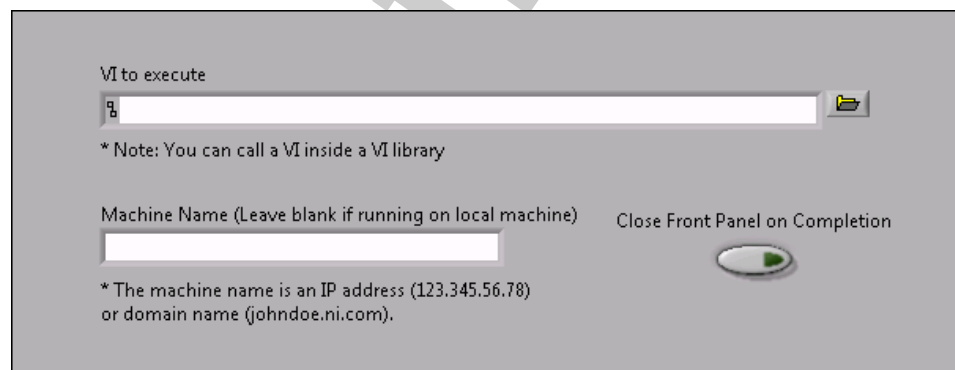 VI to execute
* Note: You can call a VI inside a VI library
Machine Name (Leave blank if running on local machine)
Close Front Panel on Completion
* The machine name is an IP address (123.345.56.78)
or domain name (johndoe.ni.com).